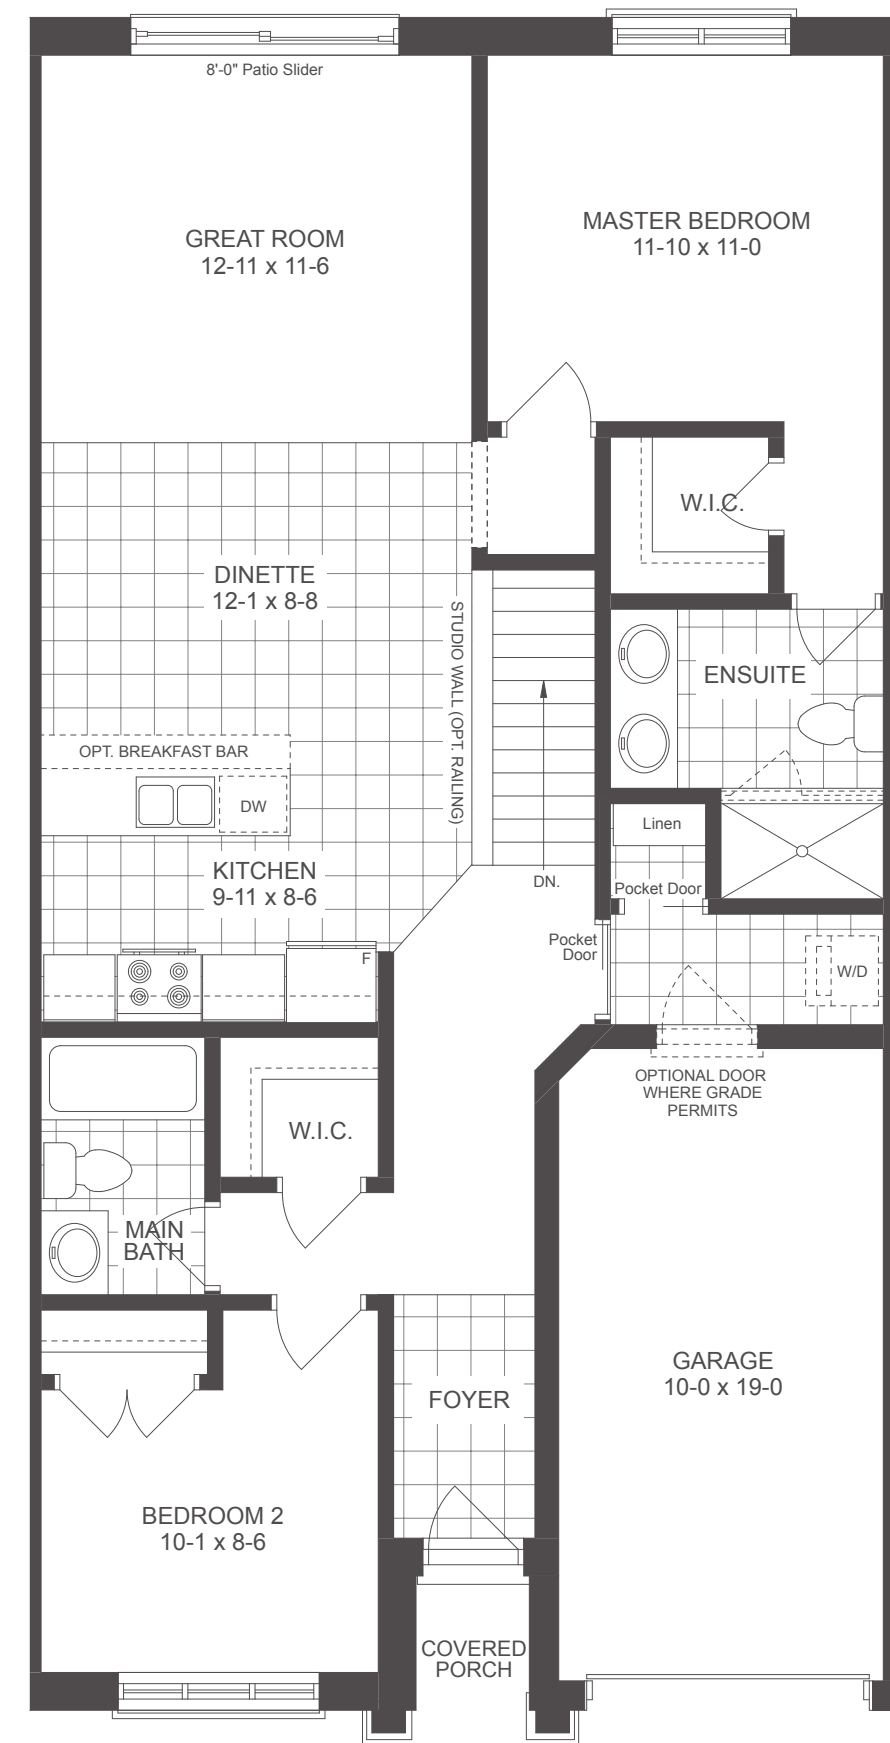 8'-0" Patio Slider
GREAT ROOM
12-11 x 11-6
MASTER BEDROOM
11-10 x 11-0
W.I.C.
DINETTE
12-1 x 8-8
STUDIO WALL (OPT. RAILING)
ENSUITE
OPT. BREAKFAST BAR
DW
Linen
KITCHEN
9-11 x 8-6
DN.
Pocket Door
Pocket
Door
F
W/D
OPTIONAL DOOR
WHERE GRADE
PERMITS
W.I.C.
MAIN
BATH
GARAGE
10-0 x 19-0
FOYER
BEDROOM 2
10-1 x 8-6
COVERED
PORCH